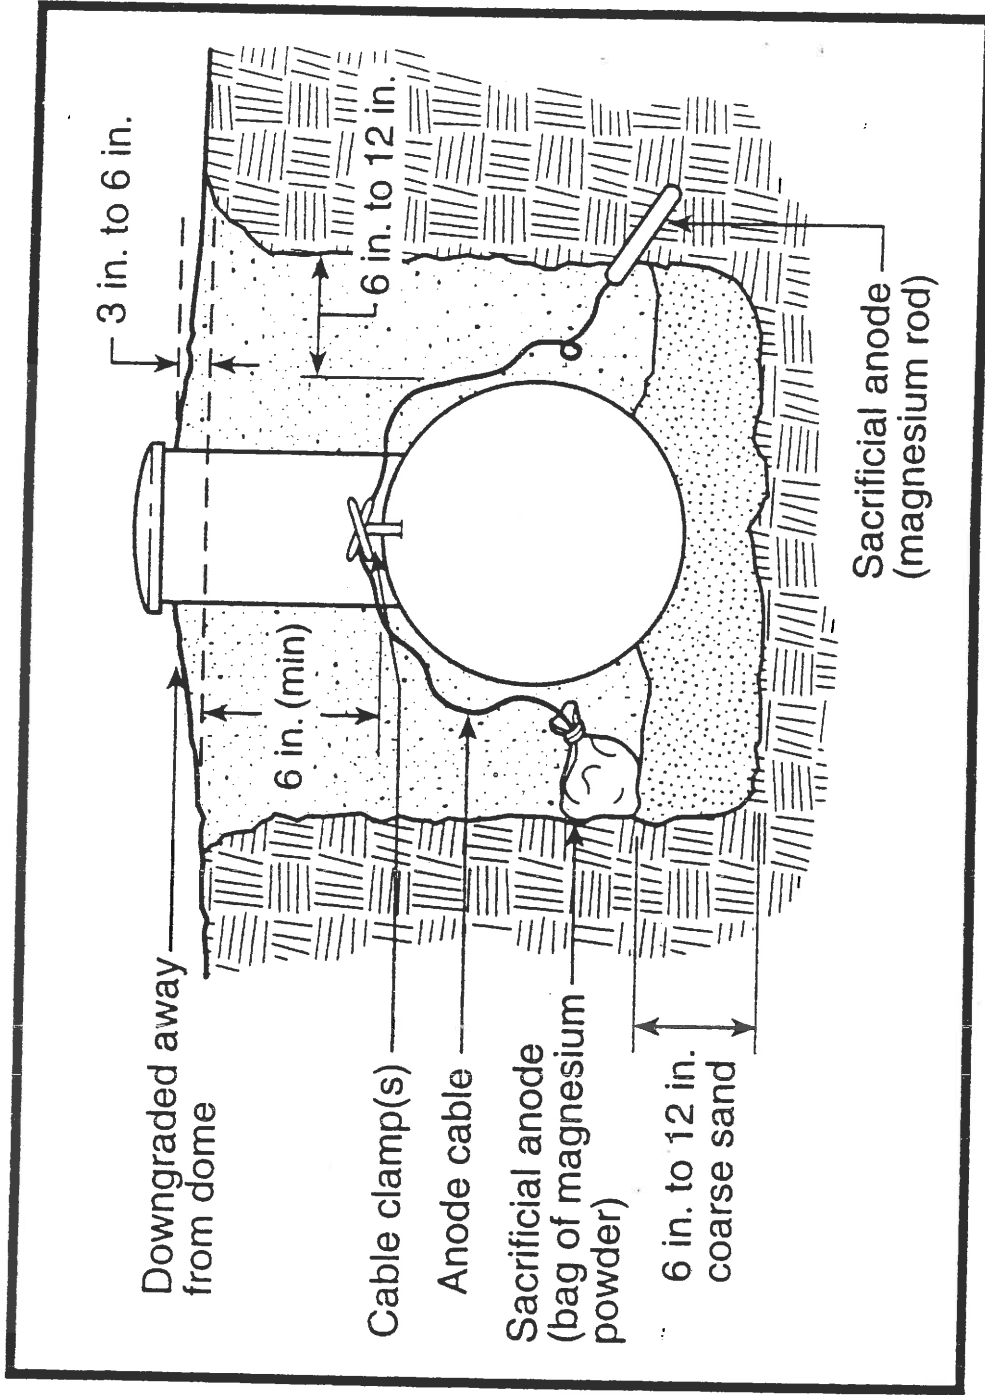 3 in. to 6 in.
Downgraded away
from dome
6 in. (min)
6 in. to 12 in.
Cable clamp(s)
Anode cable
Sacrificial anode
(bag of magnesium
powder)
6 in. to 12 in.
coarse sand
Sacrificial anode
(magnesium rod)